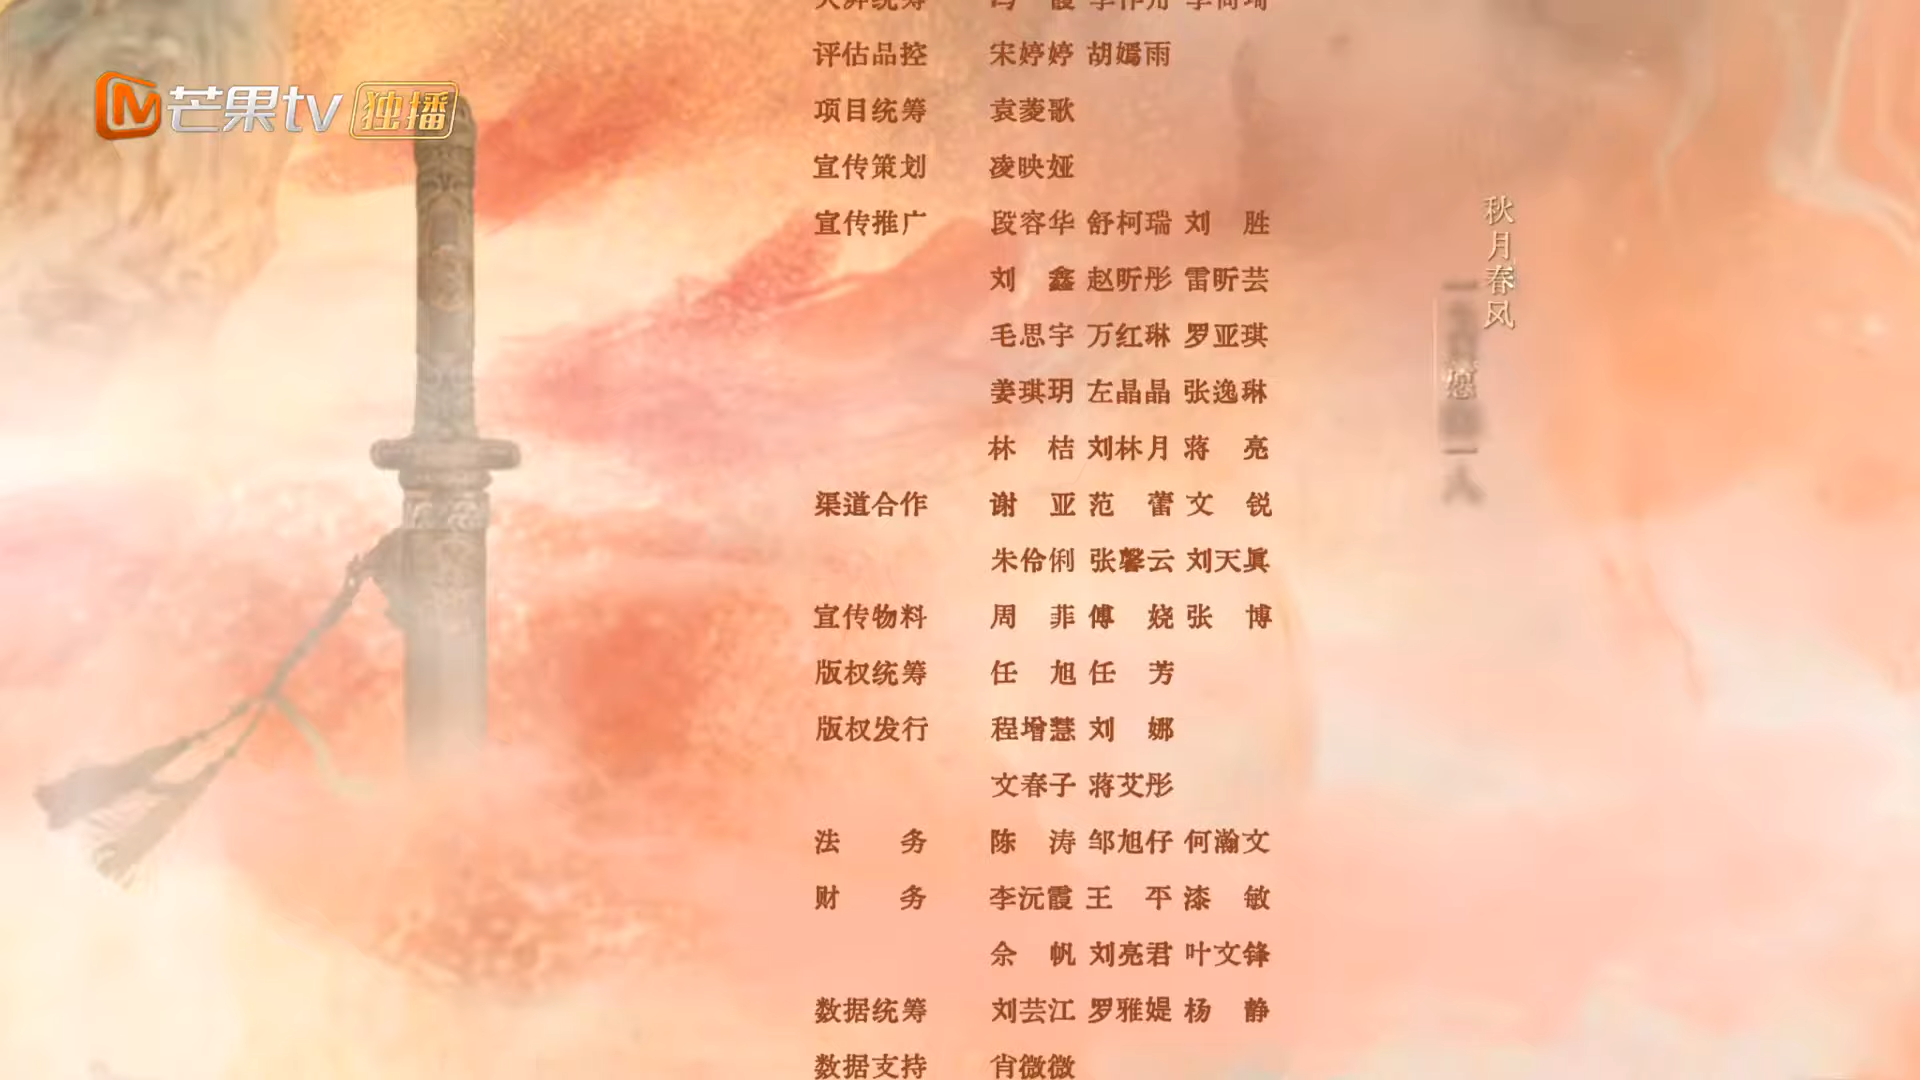 芒果tv 独播
评估品控 宋婷婷 胡嫣雨
项目统筹 袁菱歌
宣传策划 凌映娅
宣传推广 段容华 舒柯瑞 刘 胜
刘 鑫 赵昕彤 雷昕芸
毛思宇 万红琳 罗亚琪
姜琪玥 左晶晶 张逸琳
林 桔 刘林月 蒋 亮
渠道合作 谢 亚 范 蕾 文 锐
朱伶俐 张馨云 刘天真
宣传物料 周 菲 傅 娆 张 博
版权统筹 任 旭 任 芳
版权发行 程增慧 刘 娜
文春子 蒋艾彤
法 务 陈 涛 邹旭仔 何瀚文
财 务 李沅霞 王 平 漆 敏
余 帆 刘亮君 叶文锋
数据统筹 刘芸江 罗雅媞 杨 静
数据支持 肖微微
秋月春风